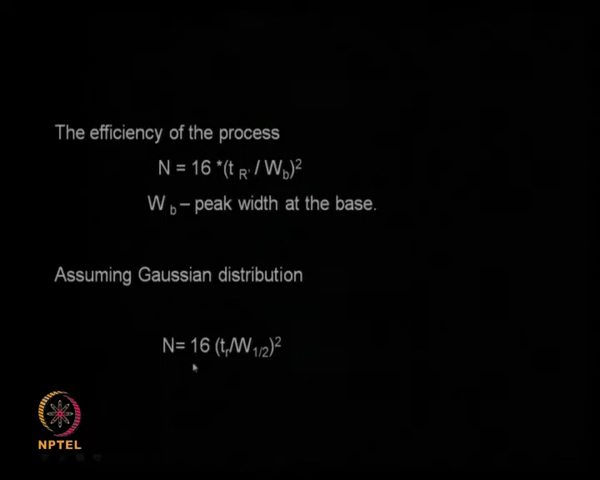 The efficiency of the process
N = 16 *(t R' / Wb)2
W b – peak width at the base.
Assuming Gaussian distribution
N= 16 (tr/W1/2)2
NPTEL